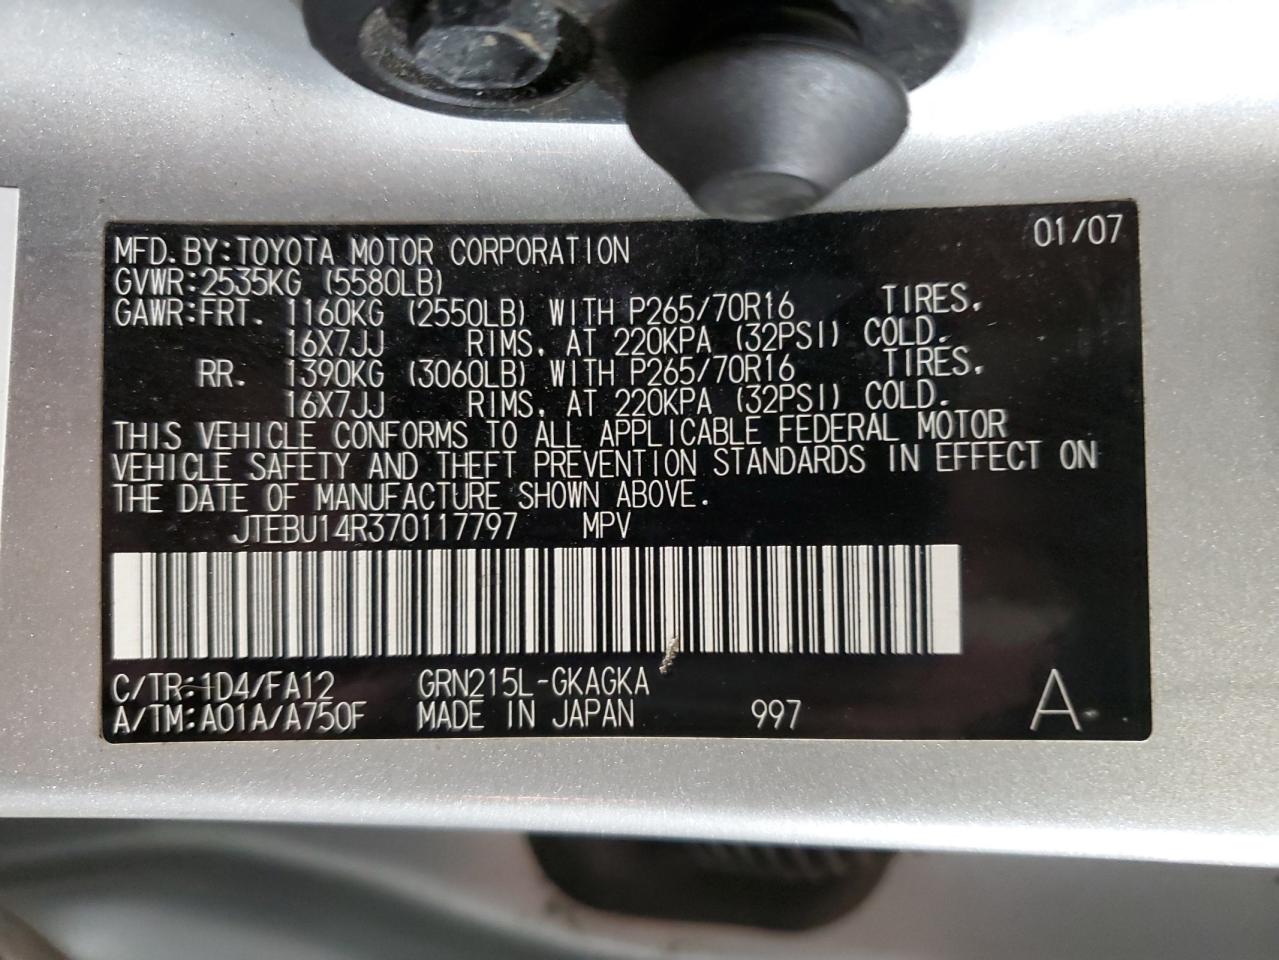 01/07
MFD. BY:TOYOTA MOTOR CORPORATION
GVWR:2535KG (5580LB)
GAWR:FRT. 1160KG (2550LB) WITH P265/70R16 TIRES,
16X7JJ RIMS, AT 220KPA (32PSI) COLD.
RR. 1390KG (3060LB) WITH P265/70R16 TIRES,
16X7JJ RIMS, AT 220KPA (32PSI) COLD.
THIS VEHICLE CONFORMS TO ALL APPLICABLE FEDERAL MOTOR
VEHICLE SAFETY AND THEFT PREVENTION STANDARDS IN EFFECT ON
THE DATE OF MANUFACTURE SHOWN ABOVE.
JTEBU14R370117797 MPV
C/TR:1D4/FA12 GRN215L-GKAGKA
A/TM:A01A/A750F MADE IN JAPAN 997 A